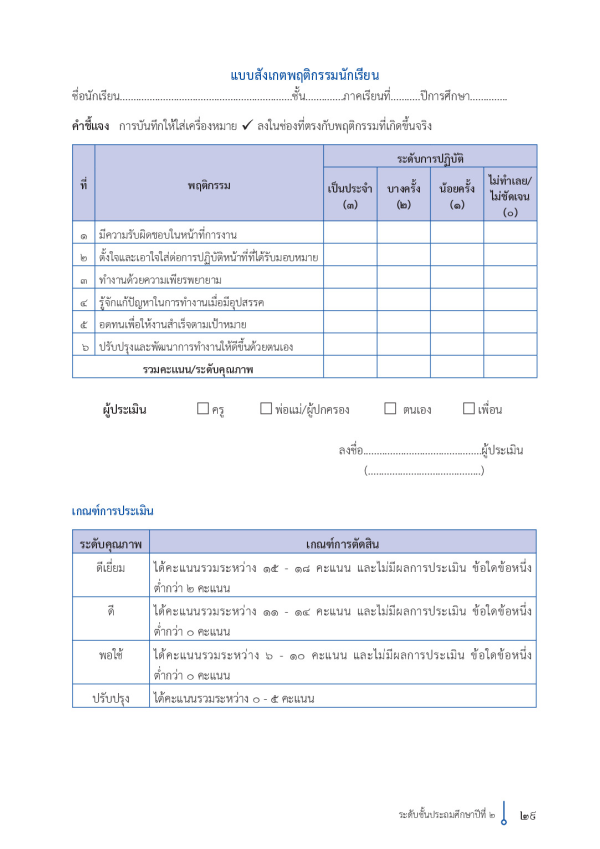 แบบสังเกตพฤติกรรมนักเรียน
ชื่อนักเรียน................................................................ชั้น..............ภาคเรียนที่...........ปีการศึกษา..............
คำชี้แจง การบันทึกให้ใส่เครื่องหมาย ✓ ลงในช่องที่ตรงกับพฤติกรรมที่เกิดขึ้นจริง
ที่ พฤติกรรม ระดับการปฏิบัติ
เป็นประจำ (๓) บางครั้ง (๒) น้อยครั้ง (๑) ไม่ทำเลย/ไม่ชัดเจน (๐)
๑ มีความรับผิดชอบในหน้าที่การงาน
๒ ตั้งใจและเอาใจใส่ต่อการปฏิบัติหน้าที่ที่ได้รับมอบหมาย
๓ ทำงานด้วยความเพียรพยายาม
๔ รู้จักแก้ปัญหาในการทำงานเมื่อมีอุปสรรค
๕ อดทนเพื่อให้งานสำเร็จตามเป้าหมาย
๖ ปรับปรุงและพัฒนาการทำงานให้ดีขึ้นด้วยตนเอง
รวมคะแนน/ระดับคุณภาพ
ผู้ประเมิน ☐ ครู ☐ พ่อแม่/ผู้ปกครอง ☐ ตนเอง ☐ เพื่อน
ลงชื่อ............................................ผู้ประเมิน
(..........................................)
เกณฑ์การประเมิน
ระดับคุณภาพ เกณฑ์การตัดสิน
ดีเยี่ยม ได้คะแนนรวมระหว่าง ๑๕ - ๑๘ คะแนน และไม่มีผลการประเมิน ข้อใดข้อหนึ่ง
ต่ำกว่า ๒ คะแนน
ดี ได้คะแนนรวมระหว่าง ๑๑ - ๑๔ คะแนน และไม่มีผลการประเมิน ข้อใดข้อหนึ่ง
ต่ำกว่า ๐ คะแนน
พอใช้ ได้คะแนนรวมระหว่าง ๖ - ๑๐ คะแนน และไม่มีผลการประเมิน ข้อใดข้อหนึ่ง
ต่ำกว่า ๐ คะแนน
ปรับปรุง ได้คะแนนรวมระหว่าง ๐ - ๕ คะแนน
ระดับชั้นประถมศึกษาปีที่ ๒ ๒๙